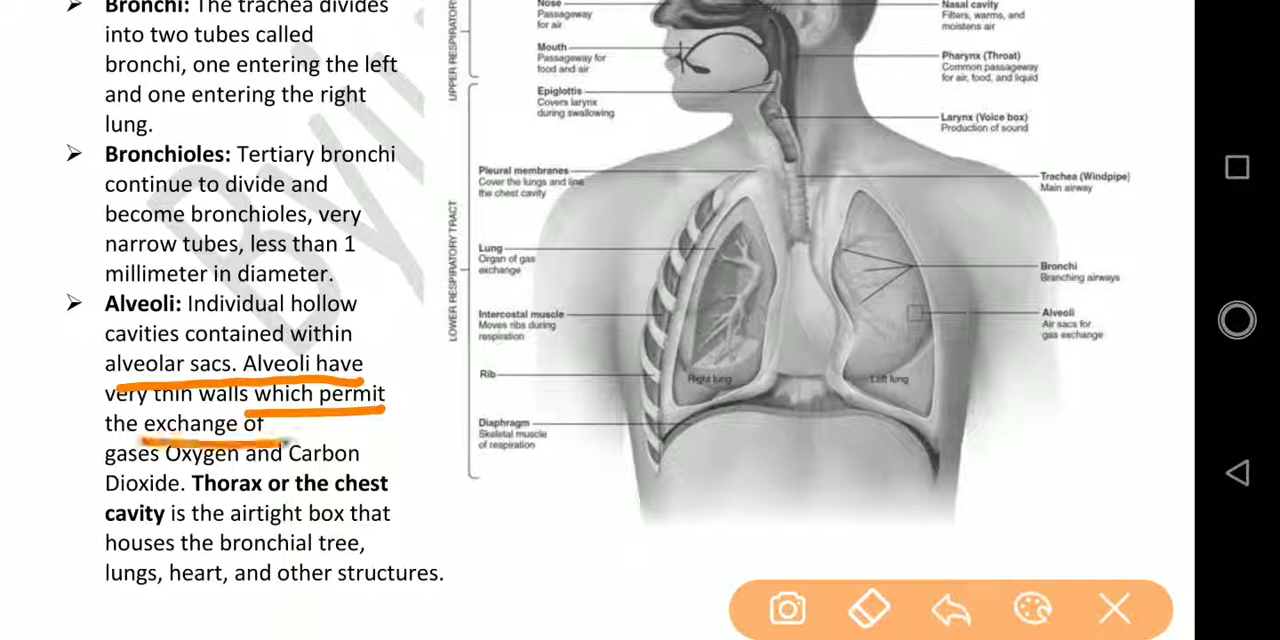 Bronchi: The trachea divides
into two tubes called
bronchi, one entering the left
and one entering the right
lung.
Bronchioles: Tertiary bronchi
continue to divide and
become bronchioles, very
narrow tubes, less than 1
millimeter in diameter.
Alveoli: Individual hollow
cavities contained within
alveolar sacs. Alveoli have
very thin walls which permit
the exchange of
gases Oxygen and Carbon
Dioxide. Thorax or the chest
cavity is the airtight box that
houses the bronchial tree,
lungs, heart, and other structures.
UPPER RESPIRATORY
Nose
Passageway
for air
Mouth
Passageway for
food and air
Epiglottis
Covers larynx
during swallowing
LOWER RESPIRATORY TRACT
Pleural membranes
Cover the lungs and line
the chest cavity
Lung
Organ of gas
exchange
Intercostal muscle
Moves ribs during
respiration
Rib
Diaphragm
Skeletal muscle
of respiration
Right lung
Left lung
Nasal cavity
Filters, warms, and
moistens air
Pharynx (Throat)
Common passageway
for air, food, and liquid
Larynx (Voice box)
Production of sound
Trachea (Windpipe)
Main airway
Bronchi
Branching airways
Alveoli
Air sacs for
gas exchange